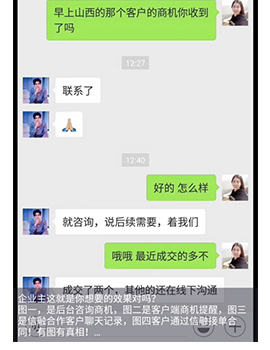 早上山西的那个客户的商机你收到
了吗
12:27
联系了
🙏
12:40
好的 怎么样
就咨询，说后续需要，着我们
哦哦 最近成交的多不
成交了两个，其他的还在线下沟通
企业主这就是你想要的效果对吗?
图一，是后台咨询商机，图二是客户端商机提醒，图三
是信融合作客户聊天记录，图四客户通过信融接单合
同！有图有真相！...